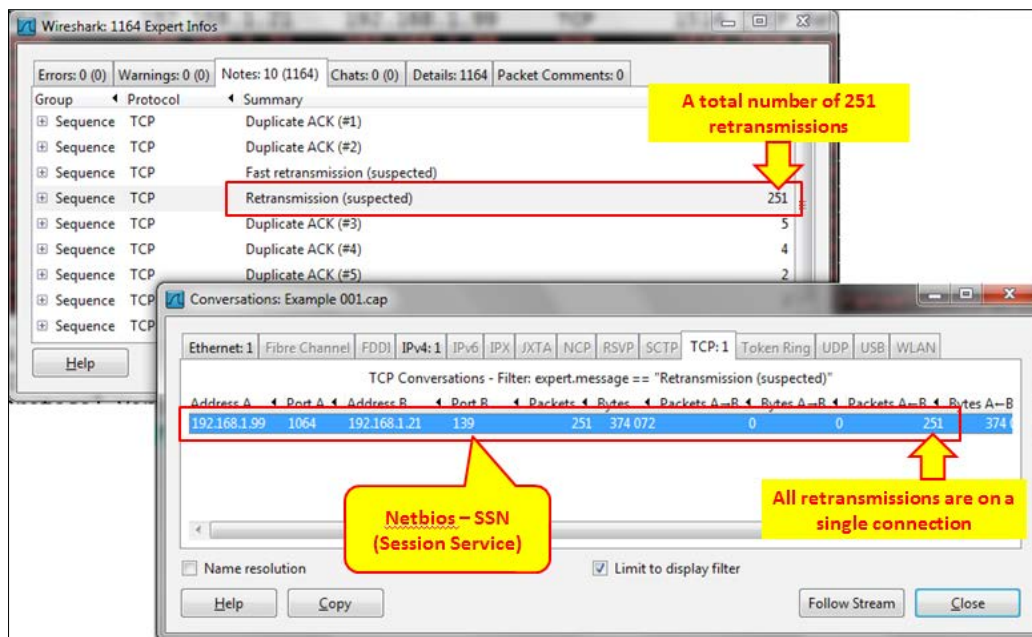 Wireshark: 1164 Expert Infos
Errors: 0 (0) Warnings: 0 (0) Notes: 10 (1164) Chats: 0 (0) Details: 1164 Packet Comments: 0
Group Protocol Summary
Sequence TCP Duplicate ACK (#1)
Sequence TCP Duplicate ACK (#2)
Sequence TCP Fast retransmission (suspected)
Sequence TCP Retransmission (suspected) 251
Sequence TCP Duplicate ACK (#3) 5
Sequence TCP Duplicate ACK (#4) 4
Sequence TCP Duplicate ACK (#5) 2
Sequence TCP
Sequence TCP
Help
A total number of 251
retransmissions
Conversations: Example 001.cap
Ethernet: 1 Fibre Channel FDDI IPv4: 1 IPv6 IPX JXTA NCP RSVP SCTP TCP: 1 Token Ring UDP USB WLAN
TCP Conversations - Filter: expert.message == "Retransmission (suspected)"
Address A Port A Address B Port B Packets Bytes Packets A→B Bytes A→B Packets A←B Bytes A←B
192.168.1.99 1064 192.168.1.21 139 251 374 072 0 0 251 374
Netbios – SSN
(Session Service)
All retransmissions are on a
single connection
Name resolution Limit to display filter
Help Copy Follow Stream Close